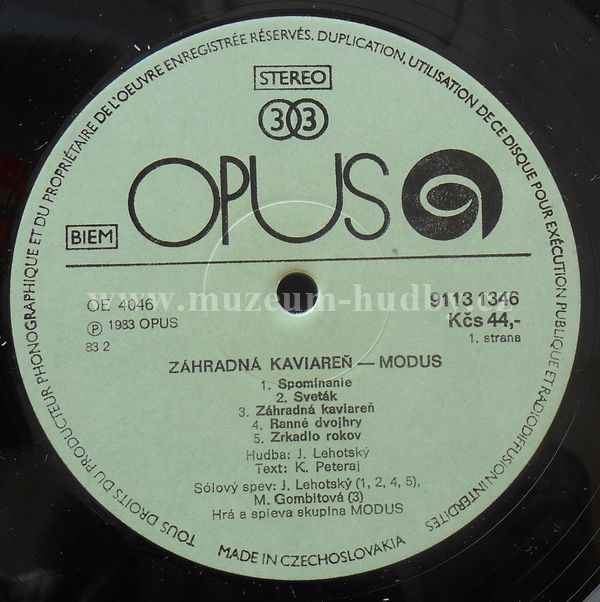 TOUS DROITS DU PRODUCTEUR PHONOGRAPHIQUE ET DU PROPRIÉTAIRE DE L'OEUVRE ENREGISTRÉE RÉSERVÉS. DUPLICATION, UTILISATION DE CE DISQUE POUR EXÉCUTION PUBLIQUE ET RADIODIFFUSION INTERDITES
STEREO
33
OPUS
BIEM
OE 4046
℗ 1983 OPUS
83 2
9113 1346
Kčs 44,-
1. strana
www.muzeum-hudby
ZÁHRADNÁ KAVIAREŇ — MODUS
1. Spomínanie
2. Sveták
3. Záhradná kaviareň
4. Ranné dvojhry
5. Zrkadlo rokov
Hudba: J. Lehotský
Text: K. Peteraj
Sólový spev: J. Lehotský (1, 2, 4, 5),
M. Gombitová (3)
Hrá a spieva skupina MODUS
MADE IN CZECHOSLOVAKIA